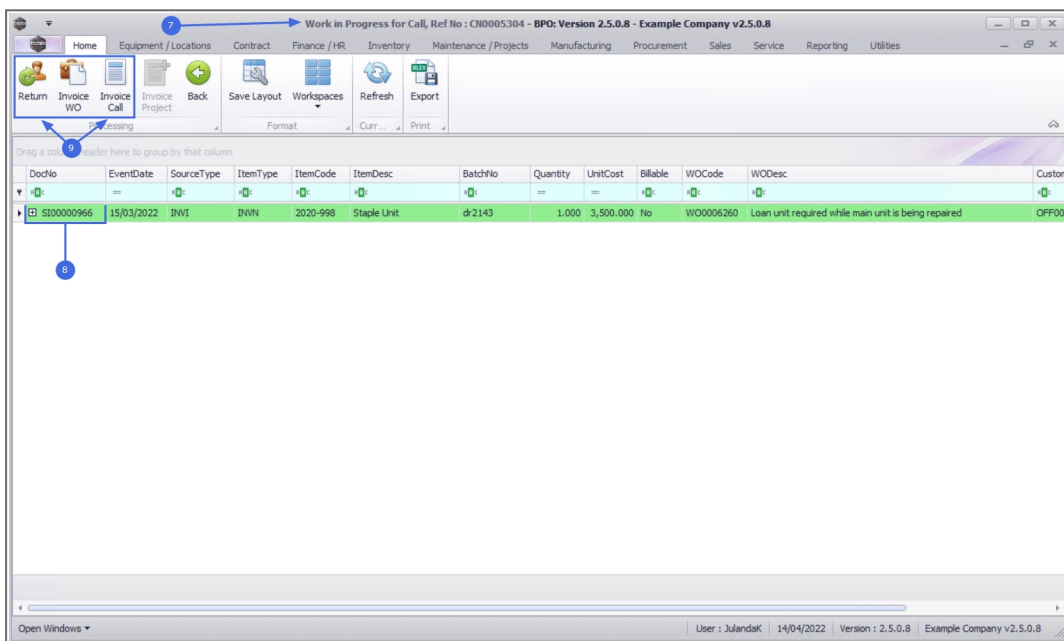 7
Work in Progress for Call, Ref No : CN0005304 - BPO: Version 2.5.0.8 - Example Company v2.5.0.8
Home Equipment / Locations Contract Finance / HR Inventory Maintenance / Projects Manufacturing Procurement Sales Service Reporting Utilities
Return Invoice WO Invoice Call Invoice Project Back Save Layout Workspaces Refresh Export
Processing Format Curr... Print
9
Drag a column header here to group by that column
DocNo EventDate SourceType ItemType ItemCode ItemDesc BatchNo Quantity UnitCost Billable WOCode WODesc Custom
SI00000966 15/03/2022 INVI INVN 2020-998 Staple Unit dr2143 1.000 3,500.000 No WO0006260 Loan unit required while main unit is being repaired OFF00
8
Open Windows User : JulandaK 14/04/2022 Version : 2.5.0.8 Example Company v2.5.0.8